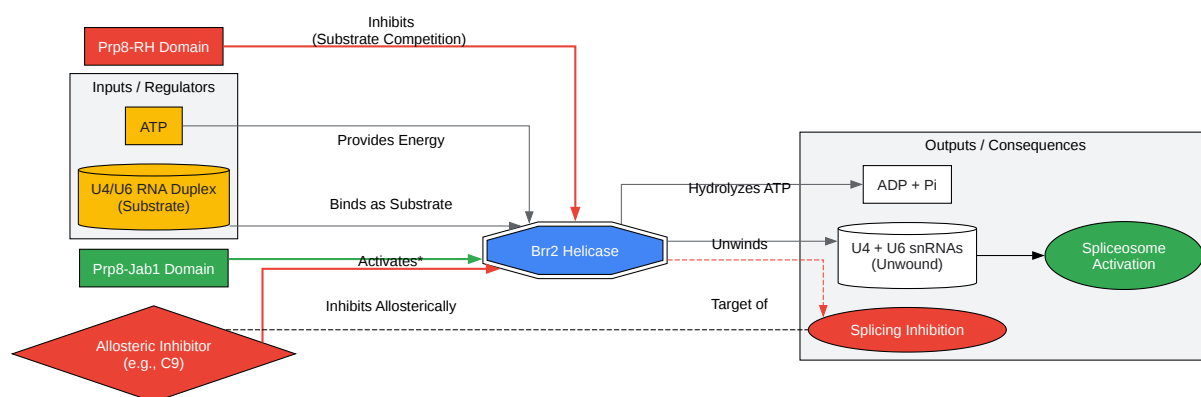 Inhibits
(Substrate Competition)
Prp8-RH Domain
Inputs / Regulators
ATP
Provides Energy
U4/U6 RNA Duplex
(Substrate)
Binds as Substrate
Prp8-Jab1 Domain
Activates*
Inhibits Allosterically
Allosteric Inhibitor
(e.g., C9)
Brr2 Helicase
Hydrolyzes ATP
Unwinds
Target of
Outputs / Consequences
ADP + Pi
U4 + U6 snRNAs
(Unwound)
Spliceosome
Activation
Splicing Inhibition